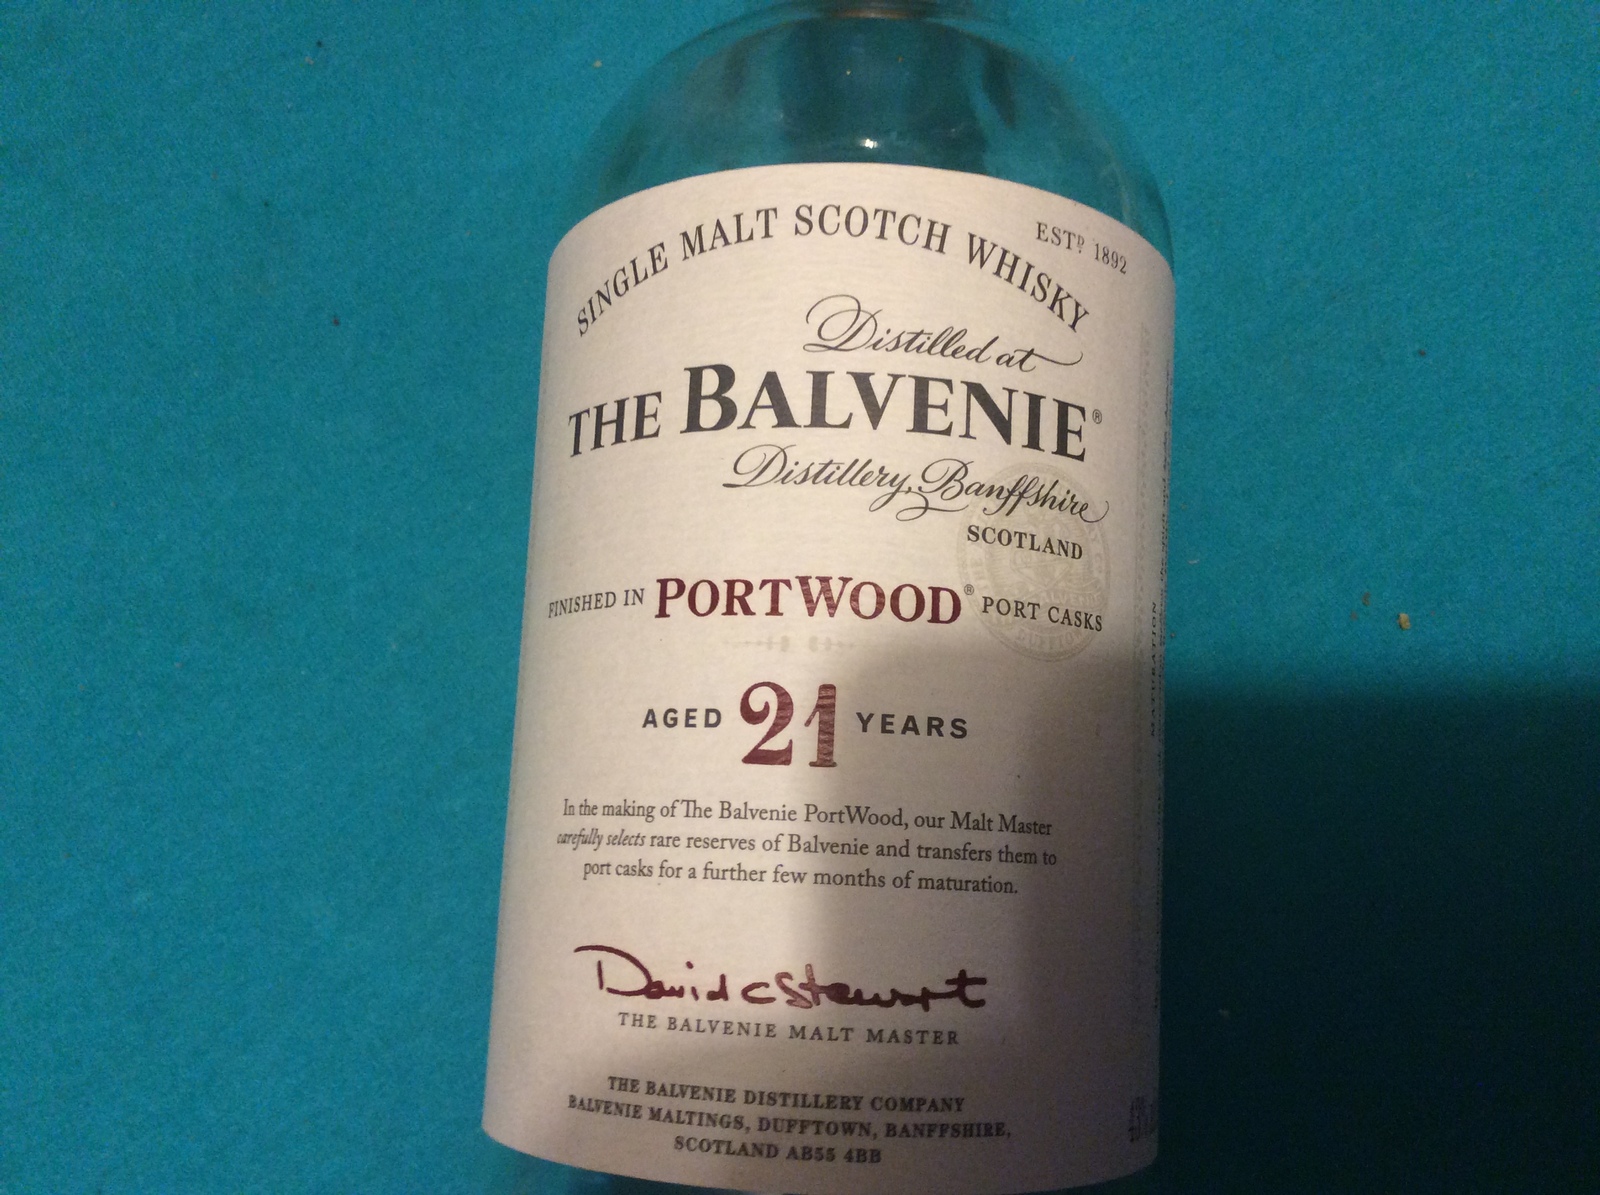 SINGLE MALT SCOTCH WHISKY
ESTD. 1892
Distilled at
THE BALVENIE®
Distillery, Banffshire
SCOTLAND
FINISHED IN PORTWOOD® PORT CASKS
AGED 21 YEARS
In the making of The Balvenie PortWood, our Malt Master
carefully selects rare reserves of Balvenie and transfers them to
port casks for a further few months of maturation.
David C Stewart
THE BALVENIE MALT MASTER
THE BALVENIE DISTILLERY COMPANY
BALVENIE MALTINGS, DUFFTOWN, BANFFSHIRE,
SCOTLAND AB55 4BB
MATURATION